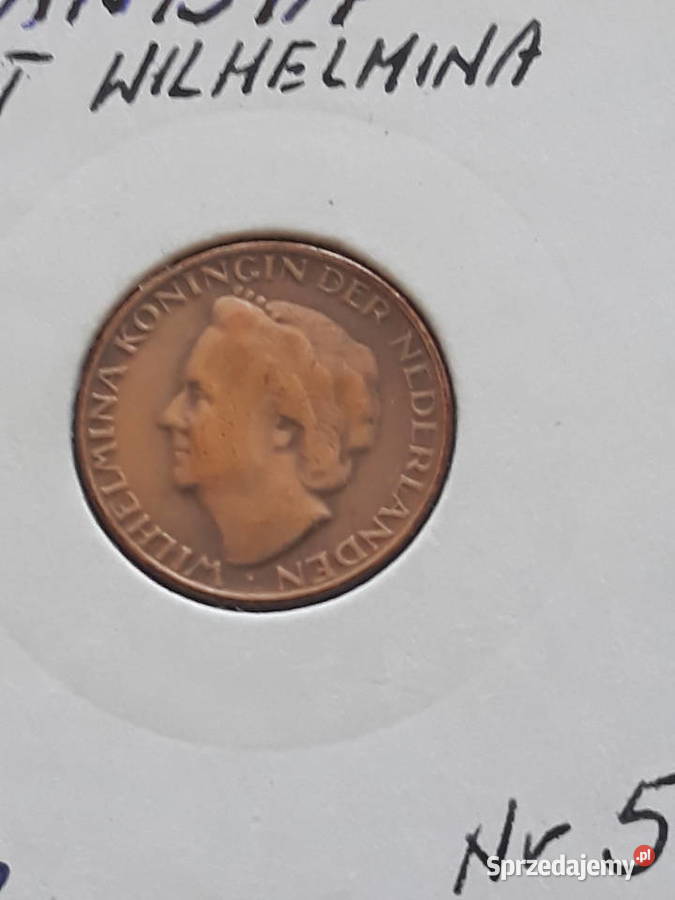 WILHELMINA
WILHELMINA KONINGIN DER NEDERLANDEN ·
Nr 5
Sprzedajemy.pl